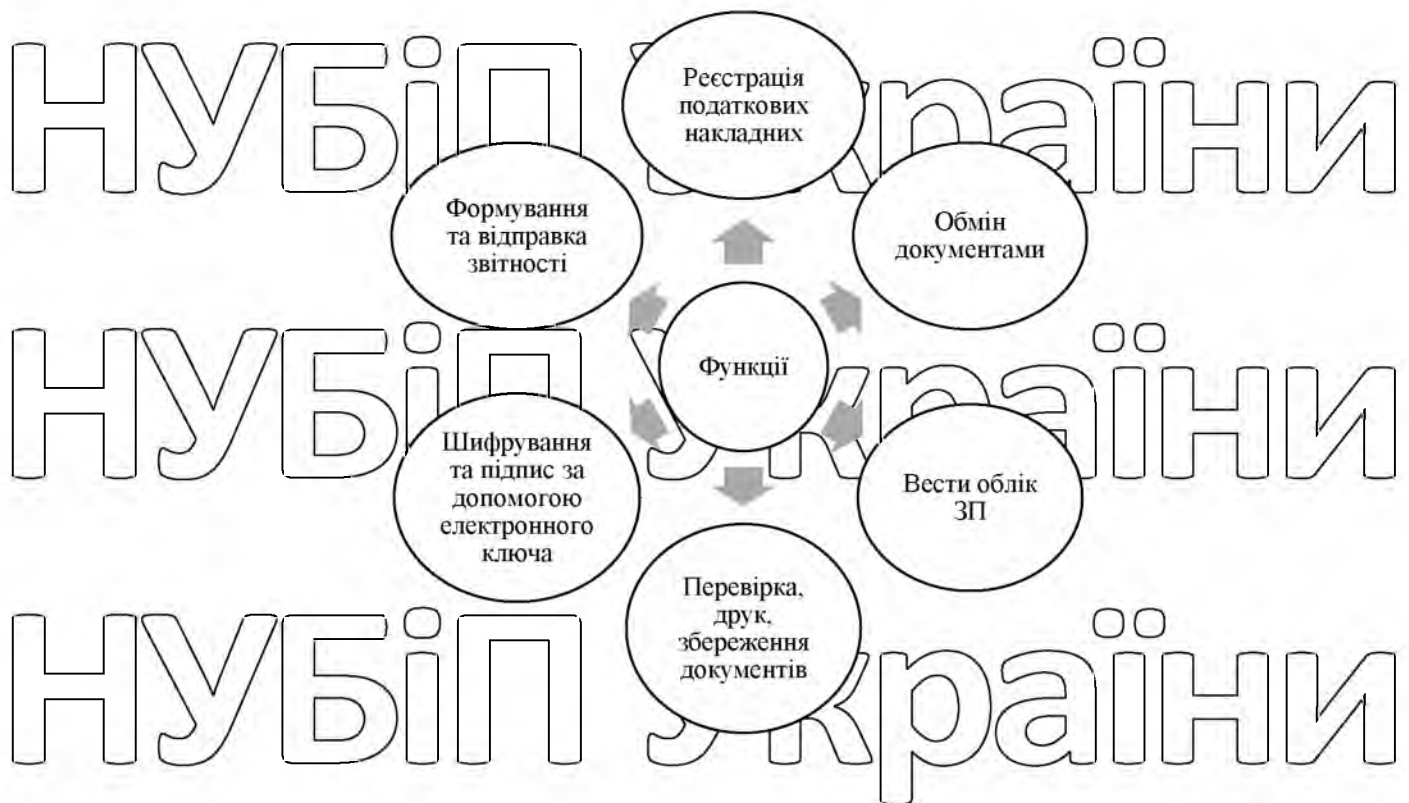 НУБіП України
Реєстрація
податкових
накладних
Обмін
документами
Формування
та відправка
звітності
НУБіП України
Функції
Вести облік
ЗП
Шифрування
та підпис за
допомогою
електронного
ключа
Перевірка,
друк,
збереження
документів
НУБіП України